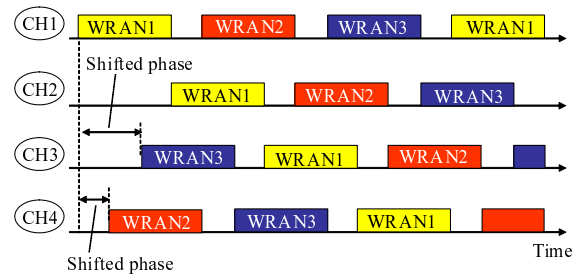 CH1 WRAN1 WRAN2 WRAN3 WRAN1
Shifted phase
CH2 WRAN1 WRAN2 WRAN3
CH3 WRAN3 WRAN1 WRAN2
CH4 WRAN2 WRAN3 WRAN1
Time
Shifted phase